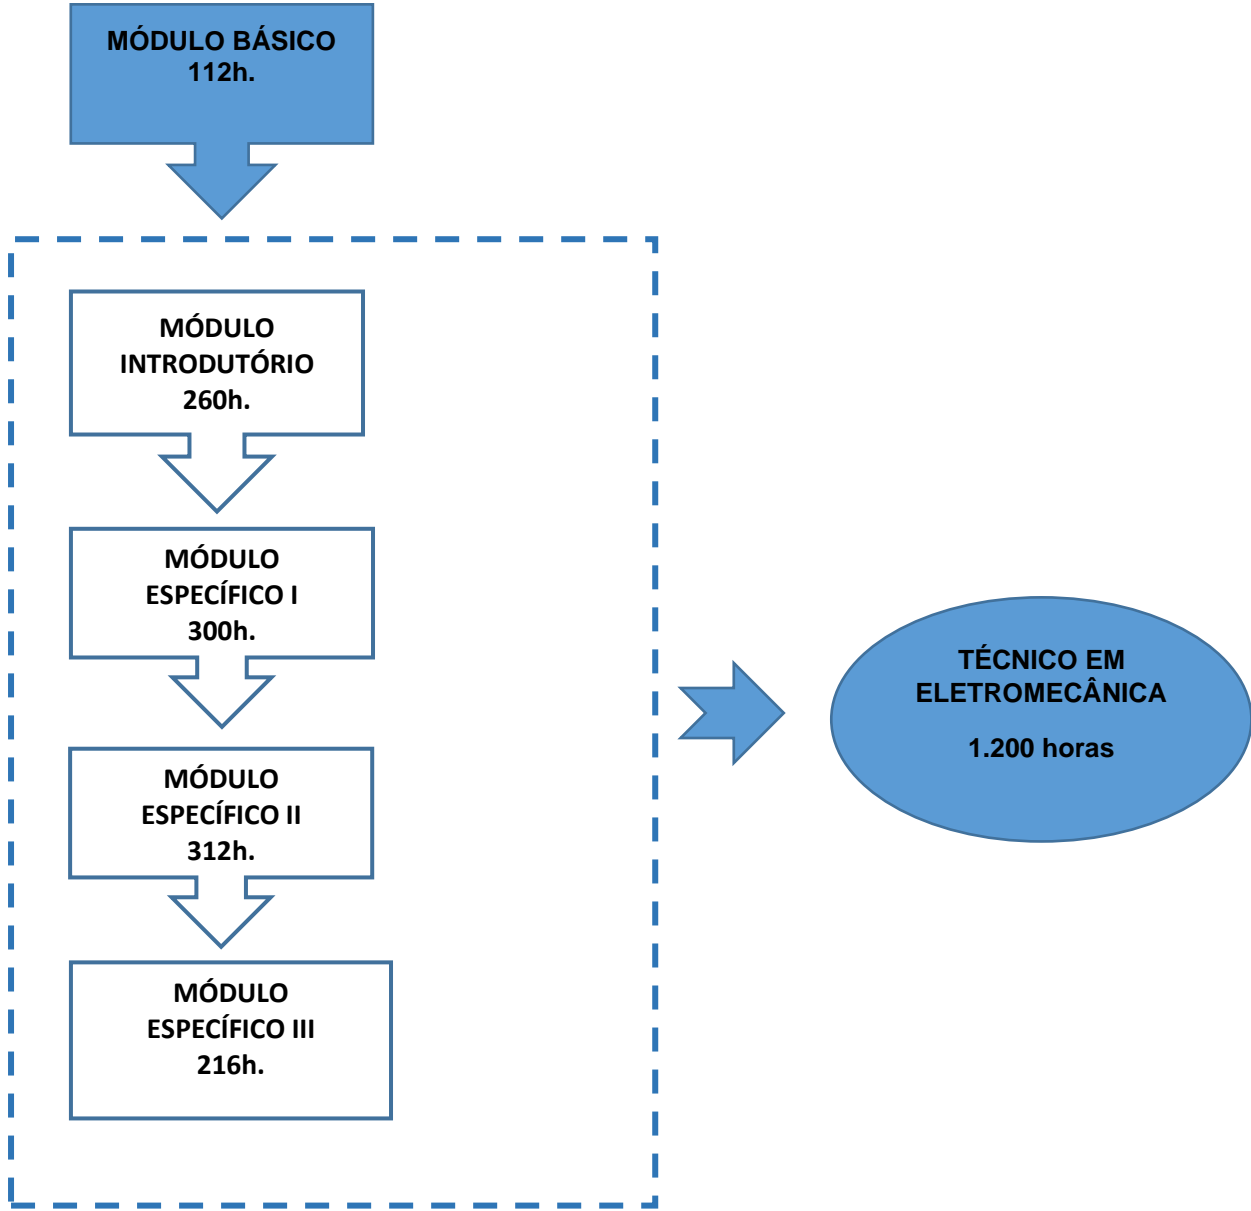 MÓDULO BÁSICO
112h.
MÓDULO
INTRODUTÓRIO
260h.
MÓDULO
ESPECÍFICO I
300h.
MÓDULO
ESPECÍFICO II
312h.
MÓDULO
ESPECÍFICO III
216h.
TÉCNICO EM
ELETROMECÂNICA
1.200 horas